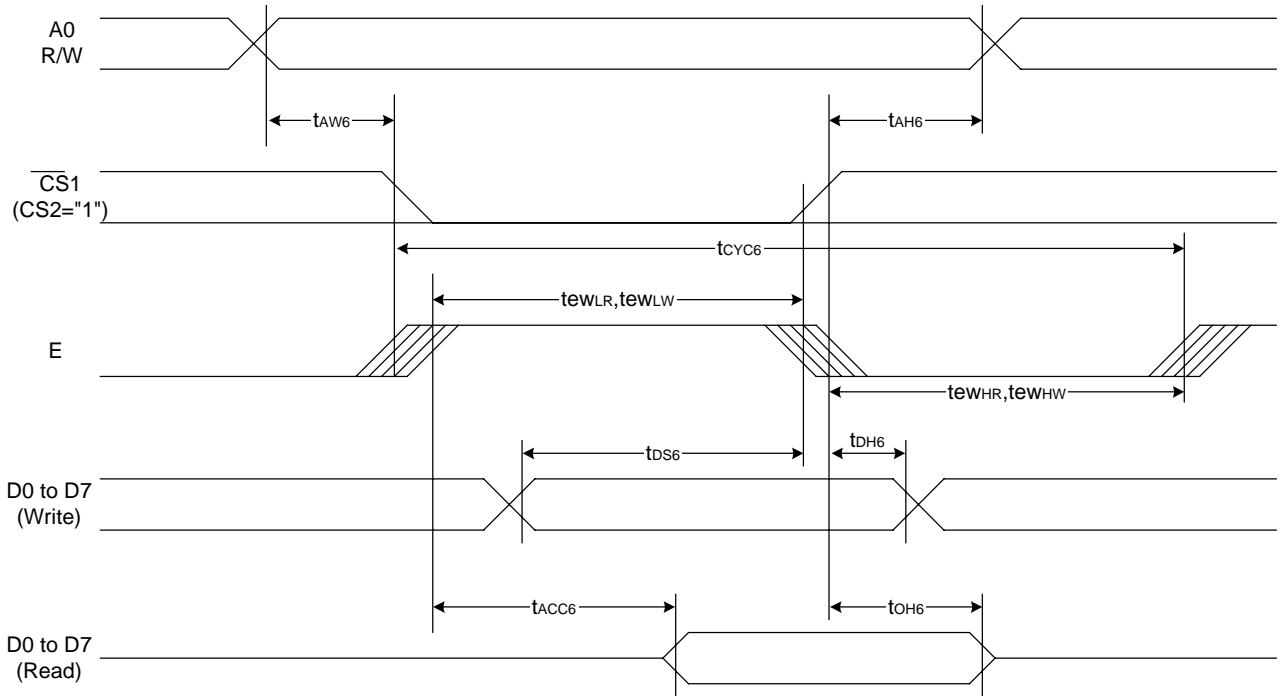 A0
R/W
tAW6
tAH6
CS1
(CS2="1")
tCYC6
tewLR,tewLW
E
tewHR,tewHW
tDS6
tDH6
D0 to D7
(Write)
tACC6
tOH6
D0 to D7
(Read)